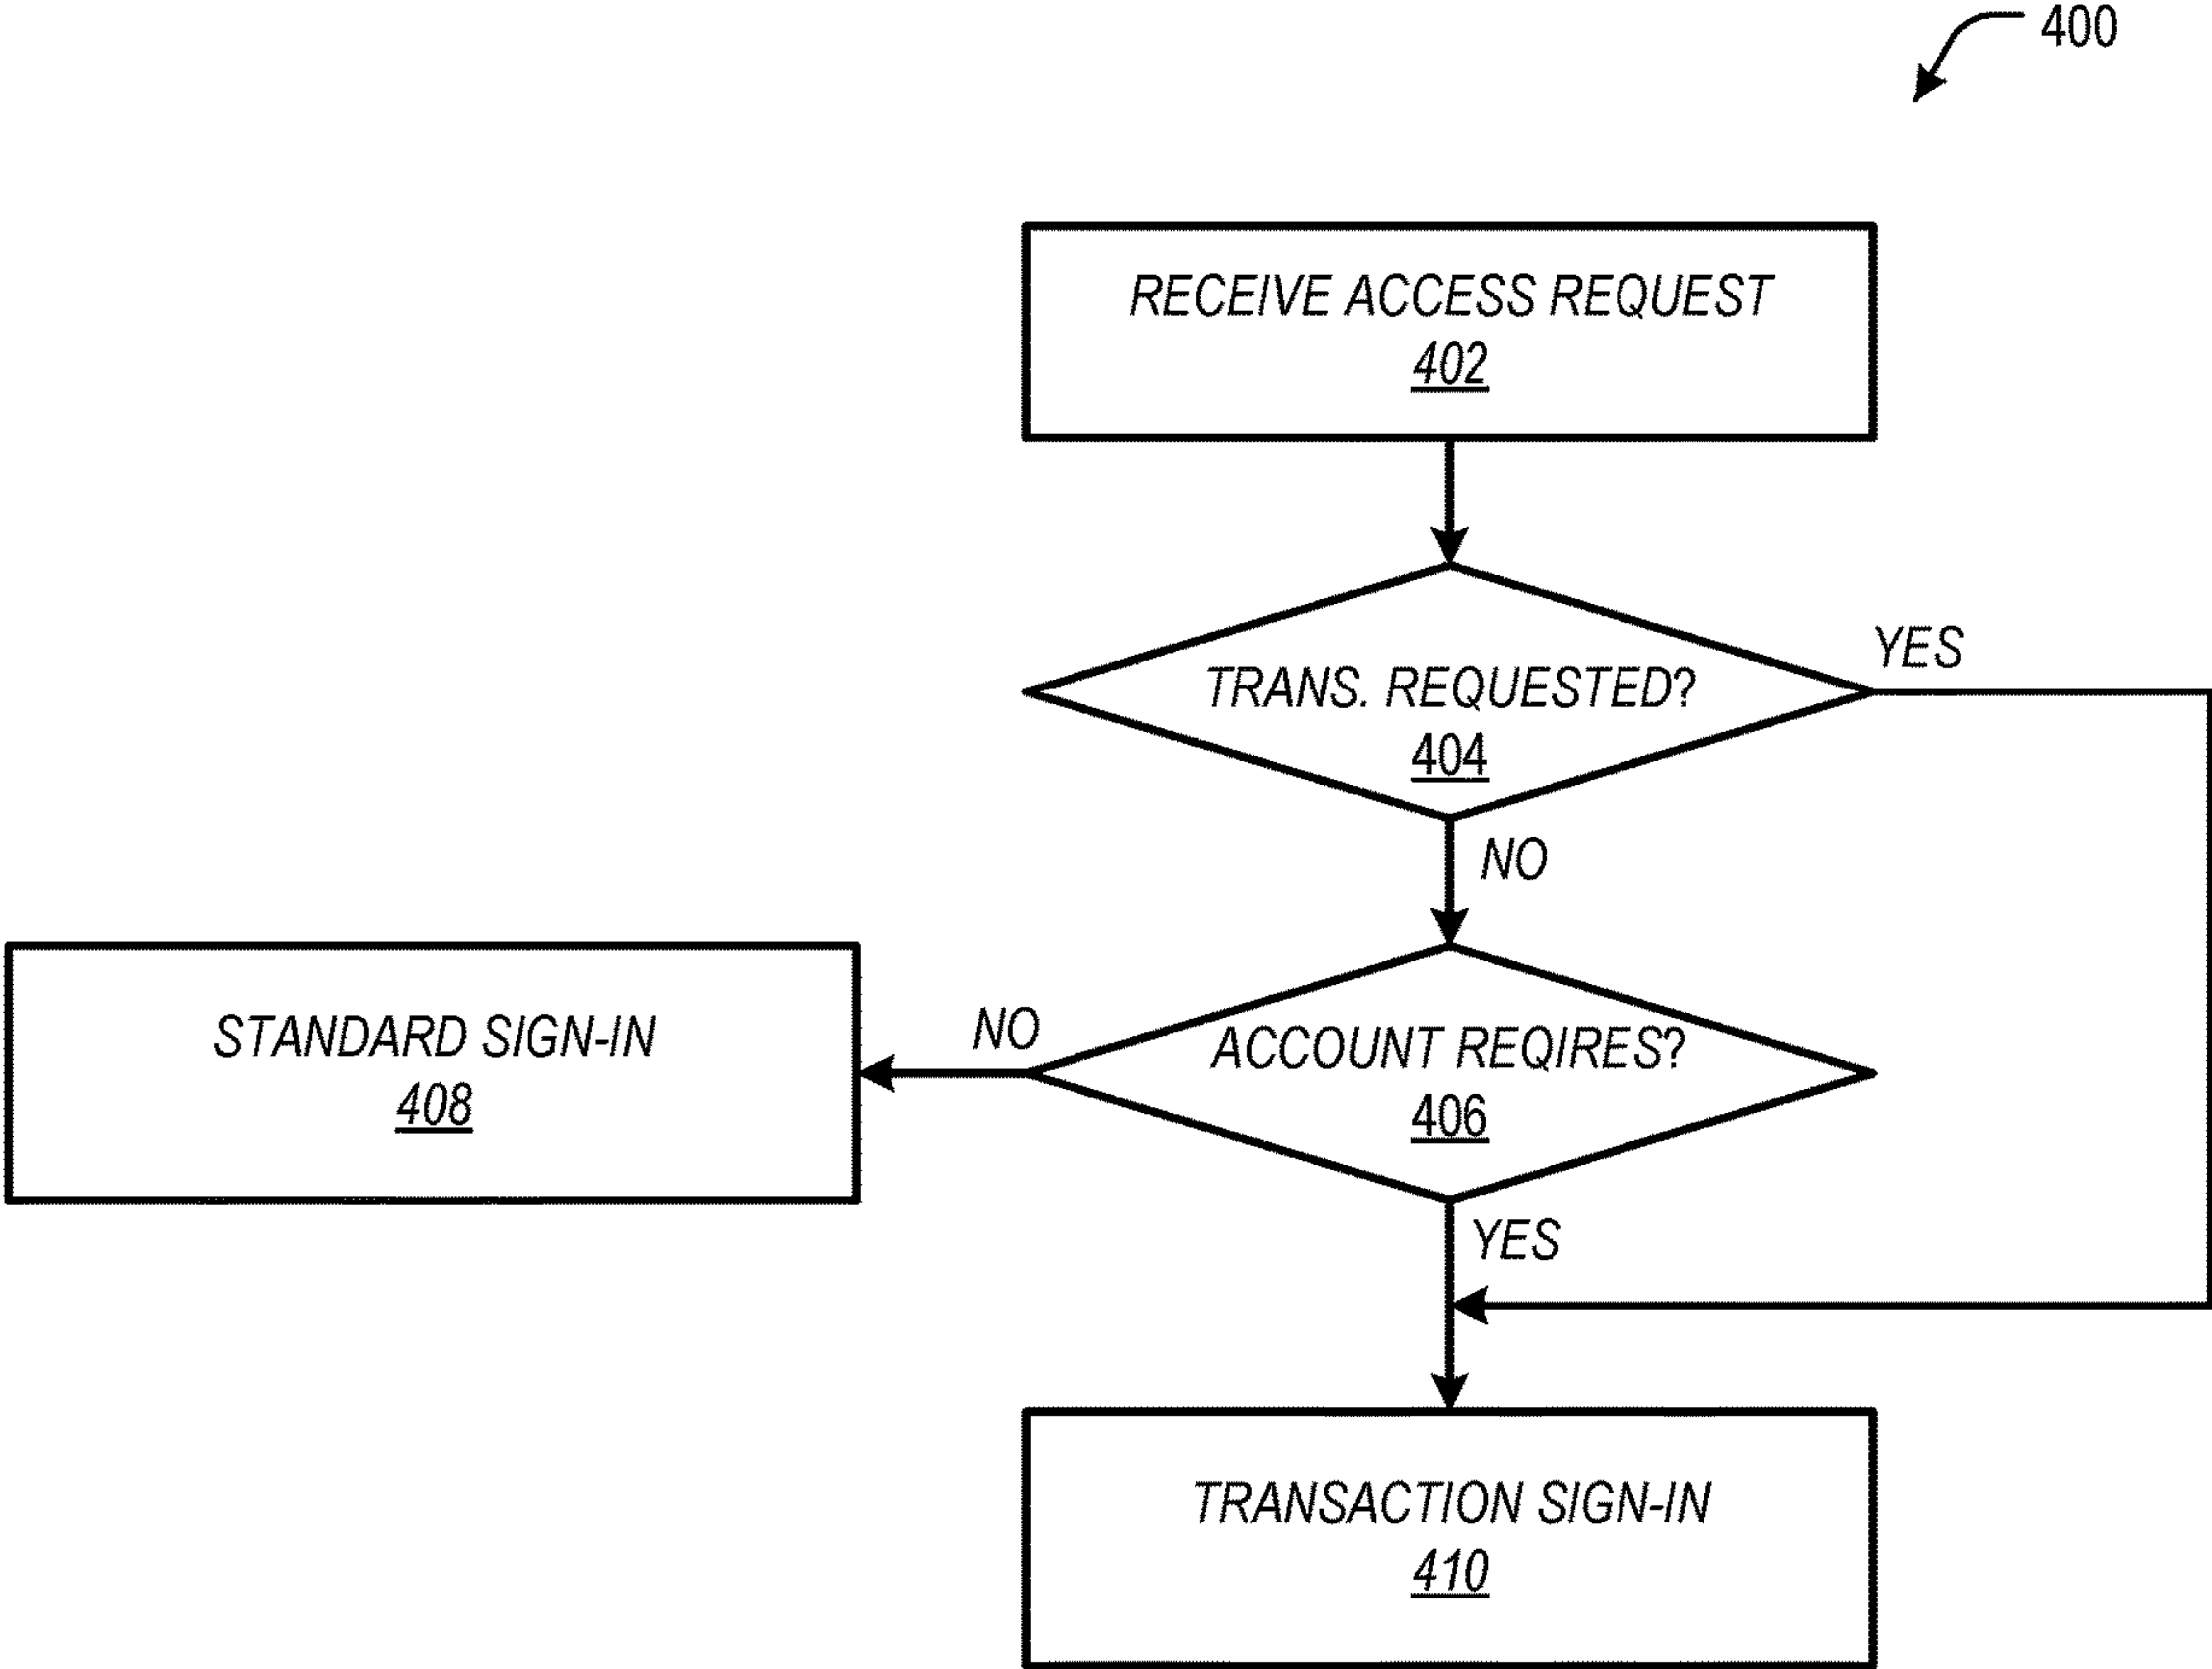 400
RECEIVE ACCESS REQUEST
402
TRANS. REQUESTED?
404
YES
NO
ACCOUNT REQIRES?
406
NO
STANDARD SIGN-IN
408
YES
TRANSACTION SIGN-IN
410